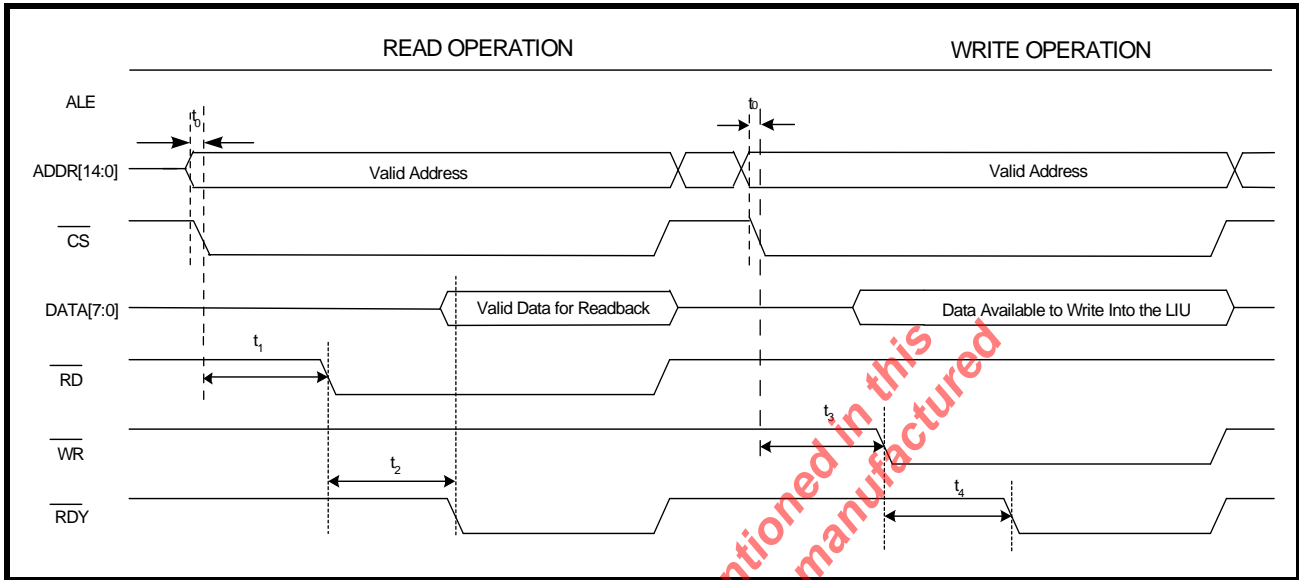 READ OPERATION
WRITE OPERATION
ALE
t0
t0
ADDR[14:0]
Valid Address
Valid Address
CS
DATA[7:0]
Valid Data for Readback
Data Available to Write Into the LIU
t1
RD
t3
WR
t2
t4
RDY
tioned in this
manufactured